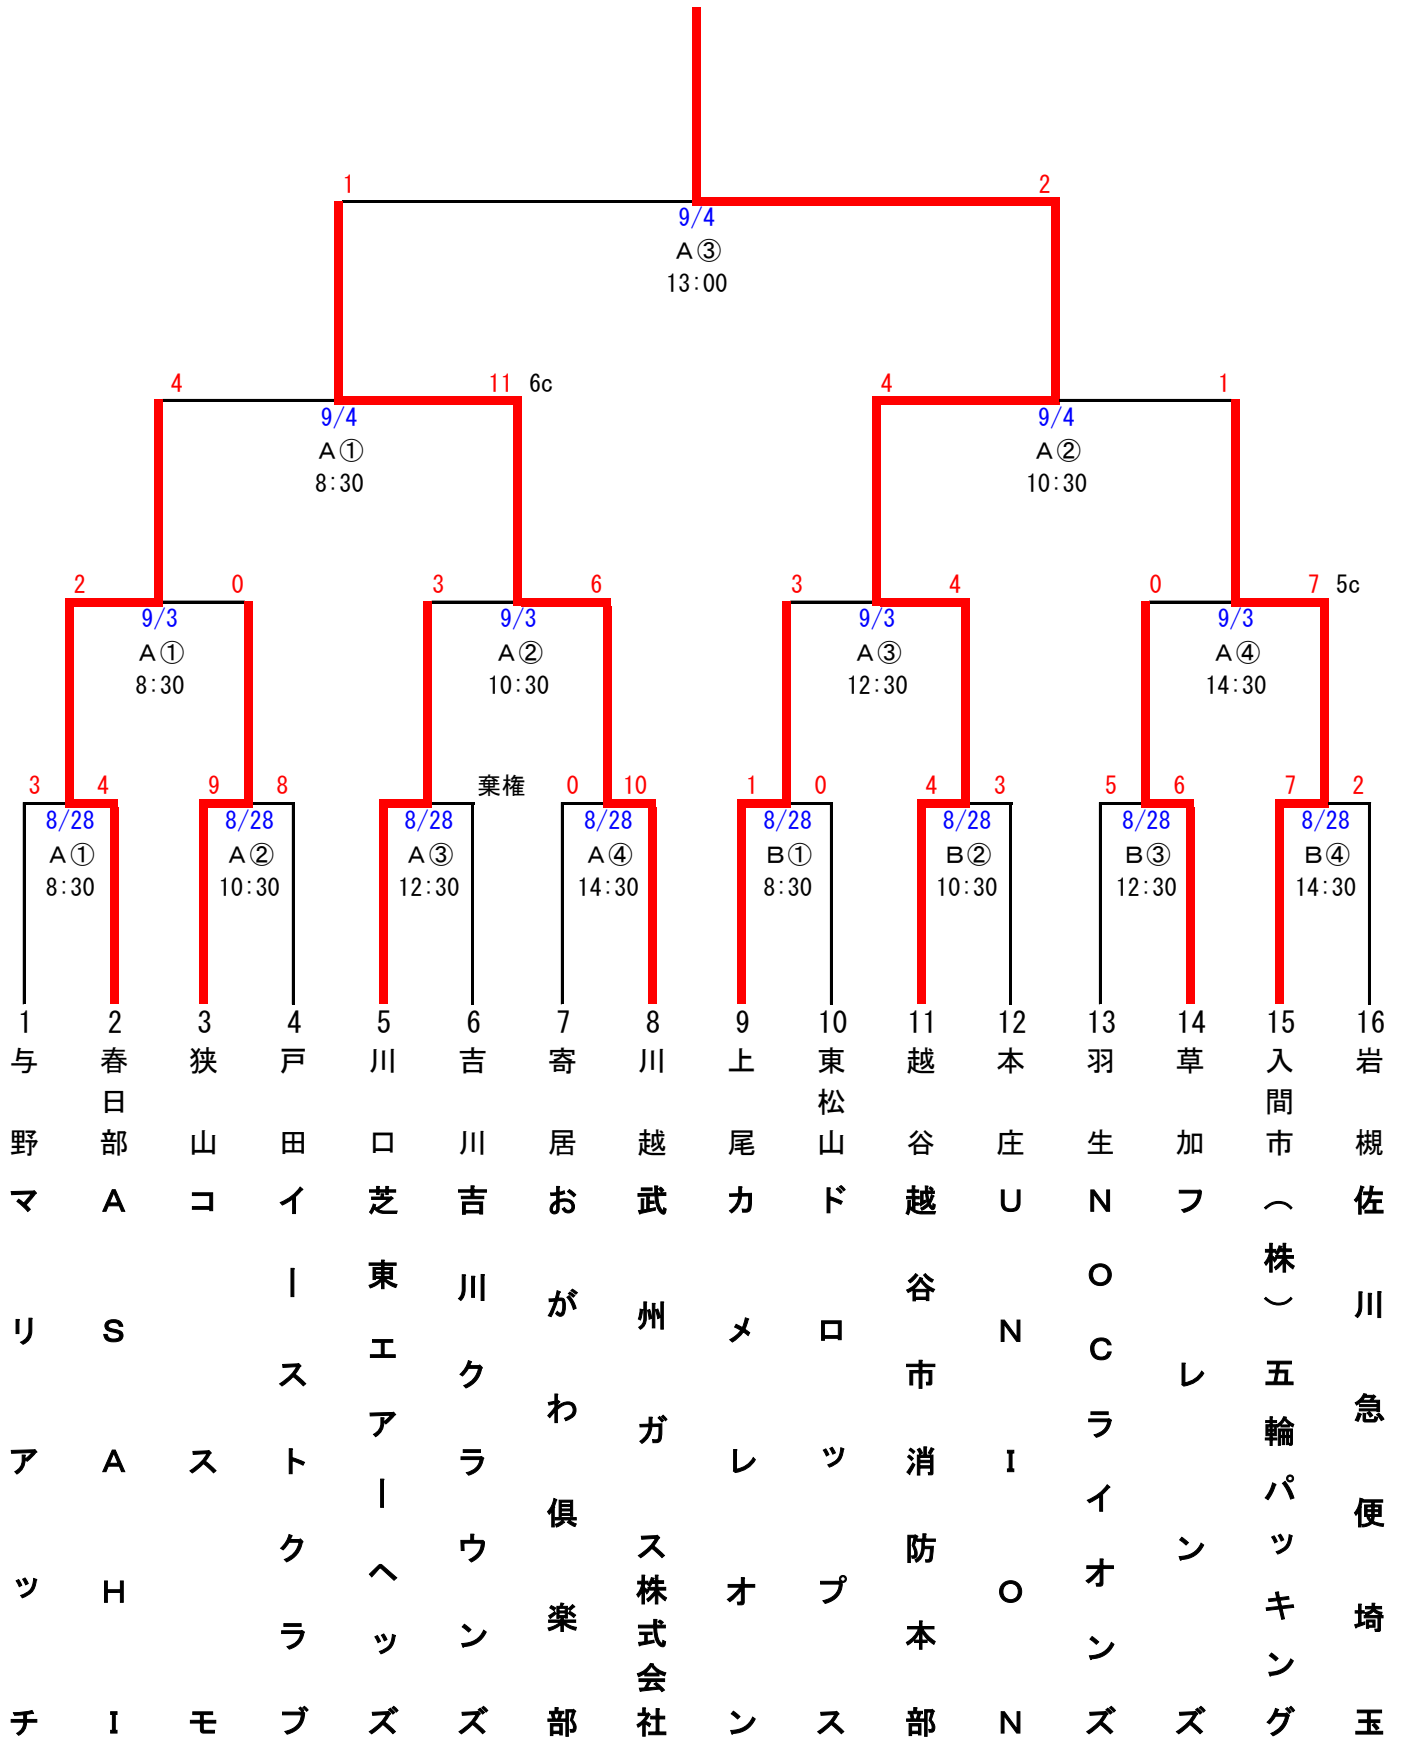 1 2
9/4
A③
13:00
4 11 6c 4 1
9/4 9/4
A① A②
8:30 10:30
2 0 3 6 3 4 0 7 5c
9/3 9/3 9/3 9/3
A① A② A③ A④
8:30 10:30 12:30 14:30
3 4 9 8 棄権 0 10 1 0 4 3 5 6 7 2
8/28 8/28 8/28 8/28 8/28 8/28 8/28 8/28
A① A② A③ A④ B① B② B③ B④
8:30 10:30 12:30 14:30 8:30 10:30 12:30 14:30
1 2 3 4 5 6 7 8 9 10 11 12 13 14 15 16
与野
マリアッチ
春日部
ASAHI
狭山
コスモ
戸田
イーストクラブ
川口
芝東エアーヘッズ
吉川
吉川クラウンズ
寄居
おがわ倶楽部
川越
武州ガス株式会社
上尾
カメレオン
東松山
ドロップス
越谷
越谷市消防本部
本庄
UNION
羽生
NOCライオンズ
草加
フレンズ
入間市
(株)五輪パッキング
岩槻
佐川急便埼玉